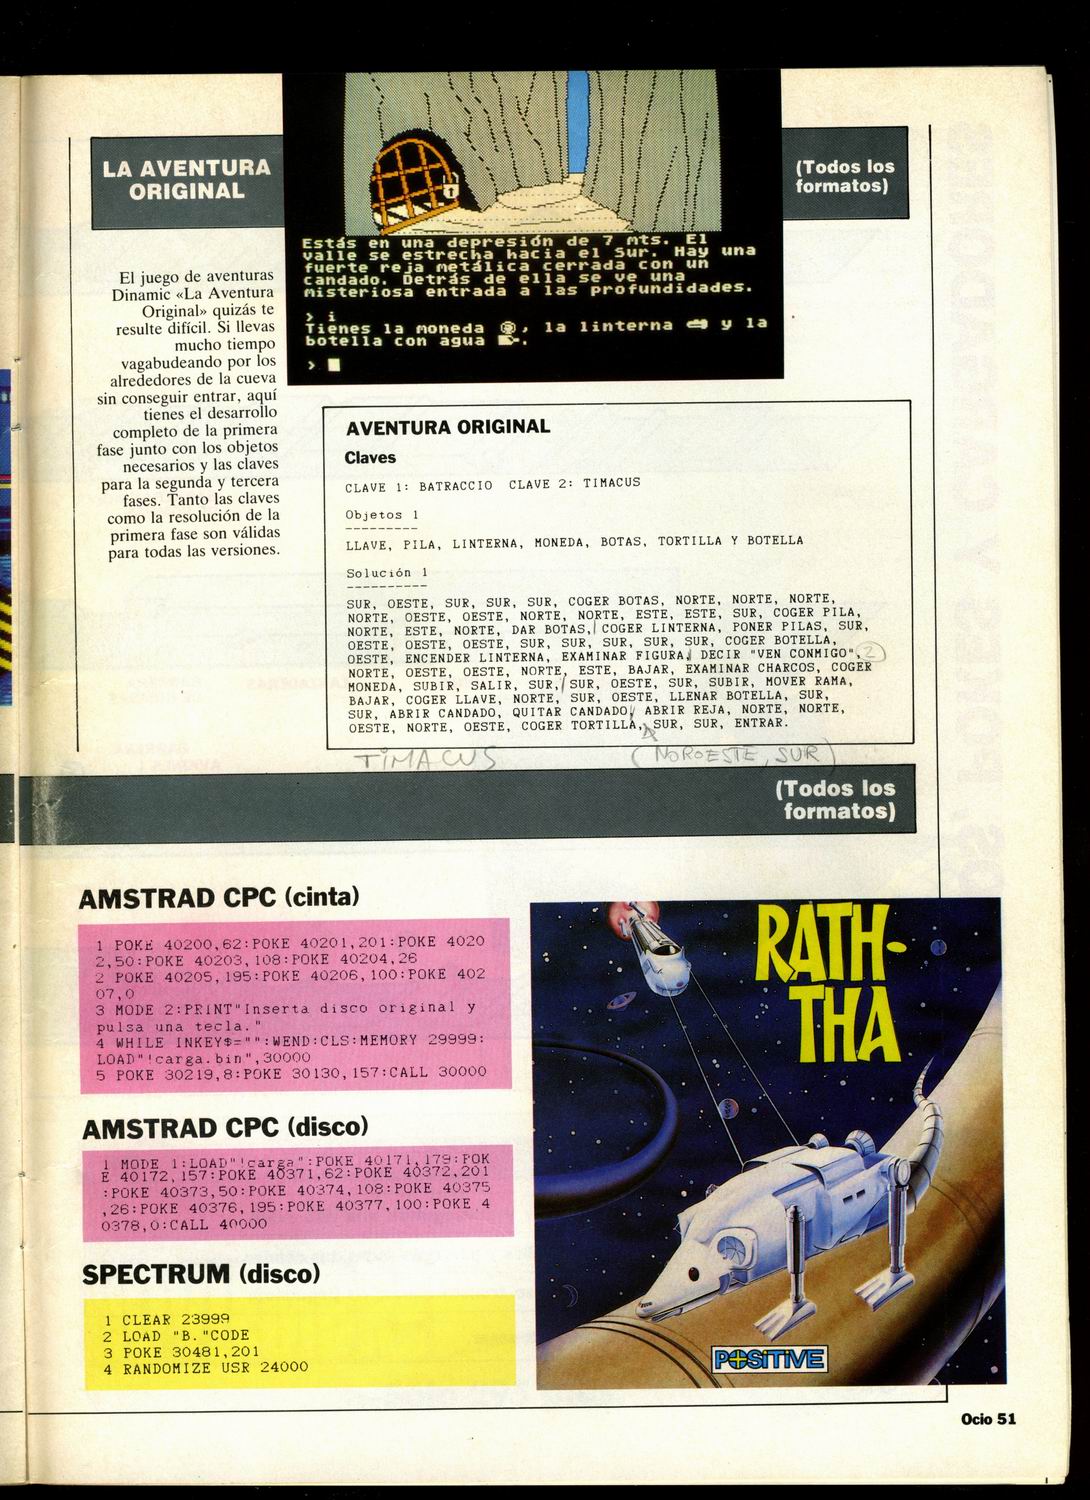 LA AVENTURA
ORIGINAL
(Todos los
formatos)
Estás en una depresión de 7 mts. El
valle se estrecha hacia el Sur. Hay una
fuerte reja metálica cerrada con un
candado. Detrás de ella se ve una
misteriosa entrada a las profundidades.
> i
Tienes la moneda , la linterna y la
botella con agua .
>
El juego de aventuras
Dinamic «La Aventura
Original» quizás te
resulte difícil. Si llevas
mucho tiempo
vagabudeando por los
alrededores de la cueva
sin conseguir entrar, aquí
tienes el desarrollo
completo de la primera
fase junto con los objetos
necesarios y las claves
para la segunda y tercera
fases. Tanto las claves
como la resolución de la
primera fase son válidas
para todas las versiones.
AVENTURA ORIGINAL
Claves
CLAVE 1: BATRACCIO CLAVE 2: TIMACUS
Objetos 1
---------
LLAVE, PILA, LINTERNA, MONEDA, BOTAS, TORTILLA Y BOTELLA
Solución 1
----------
SUR, OESTE, SUR, SUR, SUR, COGER BOTAS, NORTE, NORTE, NORTE,
NORTE, OESTE, OESTE, NORTE, NORTE, ESTE, ESTE, SUR, COGER PILA,
NORTE, ESTE, NORTE, DAR BOTAS, COGER LINTERNA, PONER PILAS, SUR,
OESTE, OESTE, OESTE, SUR, SUR, SUR, SUR, SUR, COGER BOTELLA,
OESTE, ENCENDER LINTERNA, EXAMINAR FIGURA, DECIR "VEN CONMIGO", 2
NORTE, OESTE, OESTE, NORTE, ESTE, BAJAR, EXAMINAR CHARCOS, COGER
MONEDA, SUBIR, SALIR, SUR, SUR, OESTE, SUR, SUBIR, MOVER RAMA,
BAJAR, COGER LLAVE, NORTE, SUR, OESTE, LLENAR BOTELLA, SUR,
SUR, ABRIR CANDADO, QUITAR CANDADO, ABRIR REJA, NORTE, NORTE,
OESTE, NORTE, OESTE, COGER TORTILLA, SUR, SUR, ENTRAR.
TIMACUS (NOROESTE, SUR)
(Todos los
formatos)
AMSTRAD CPC (cinta)
1 POKE 40200,62:POKE 40201,201:POKE 4020
2,50:POKE 40203,108:POKE 40204,26
2 POKE 40205,195:POKE 40206,100:POKE 402
07,0
3 MODE 2:PRINT"Inserta disco original y
pulsa una tecla."
4 WHILE INKEY$="":WEND:CLS:MEMORY 29999:
LOAD"!carga.bin",30000
5 POKE 30219,8:POKE 30130,157:CALL 30000
AMSTRAD CPC (disco)
1 MODE 1:LOAD"!carga":POKE 40171,179:POK
E 40172,157:POKE 40371,62:POKE 40372,201
:POKE 40373,50:POKE 40374,108:POKE 40375
,26:POKE 40376,195:POKE 40377,100:POKE 4
0378,0:CALL 40000
SPECTRUM (disco)
1 CLEAR 23999
2 LOAD "B."CODE
3 POKE 30481,201
4 RANDOMIZE USR 24000
RATH-
THA
POSITIVE
Ocio 51